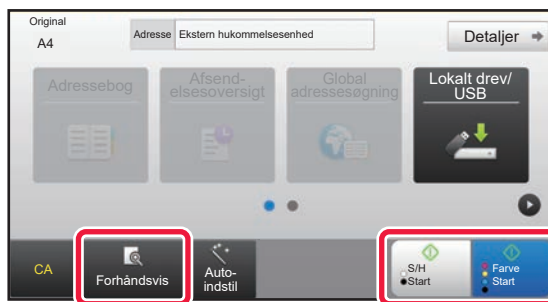 Original
A4
Adresse Ekstern hukommelsesenhed
Detaljer
Adressebog
Afsend-
elsesoversigt
Global
adressesøgning
Lokalt drev/
USB
CA
Forhåndsvis
Auto-
indstil
S/H
Start
Farve
Start